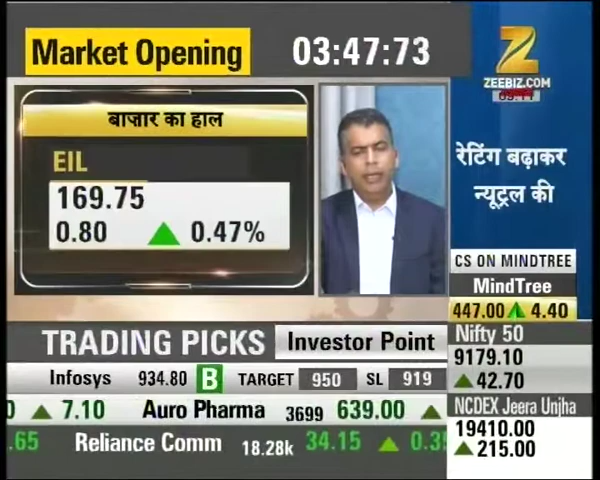 Market Opening
03:47:73
ZEEBIZ.COM
बाज़ार का हाल
EIL
169.75
0.80 ▲ 0.47%
रेटिंग बढ़ाकर
न्यूट्रल की
CS ON MINDTREE
MindTree
447.00 ▲ 4.40
TRADING PICKS
Investor Point
Nifty 50
9179.10
▲ 42.70
Infosys 934.80 B TARGET 950 SL 919
▲ 7.10 Auro Pharma 3699 639.00 ▲
NCDEX Jeera Unjha
19410.00
▲ 215.00
.65 Reliance Comm 18.28k 34.15 ▲